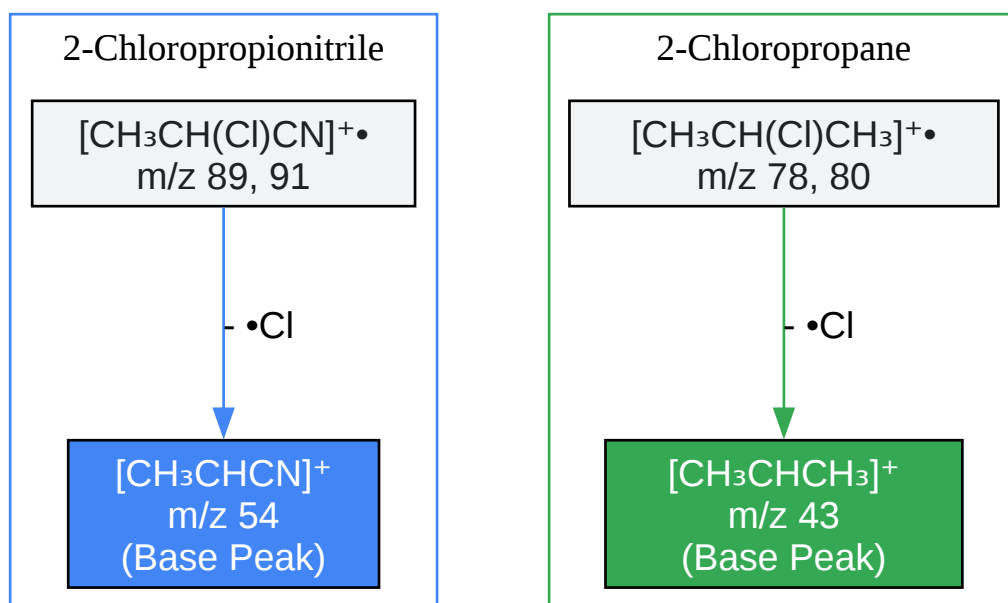 2-Chloropropionitrile
[CH₃CH(Cl)CN]⁺•
m/z 89, 91
- •Cl
[CH₃CHCN]⁺
m/z 54
(Base Peak)
2-Chloropropane
[CH₃CH(Cl)CH₃]⁺•
m/z 78, 80
- •Cl
[CH₃CHCH₃]⁺
m/z 43
(Base Peak)